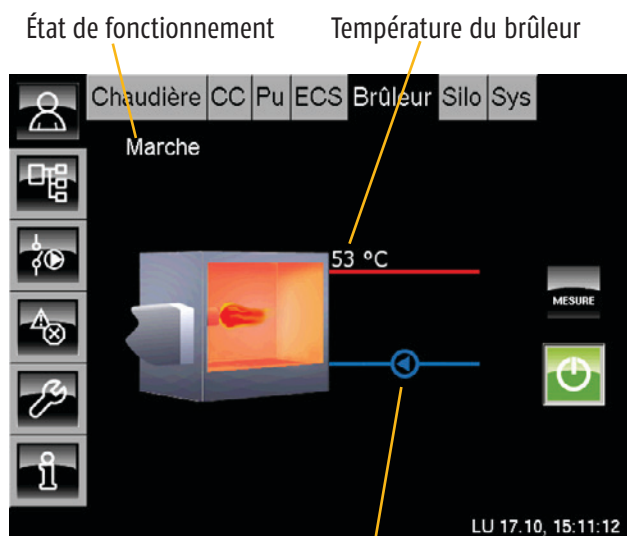 État de fonctionnement
Température du brûleur
Chaudière CC Pu ECS Brûleur Silo Sys
Marche
53 °C
MESURE
LU 17.10, 15:11:12